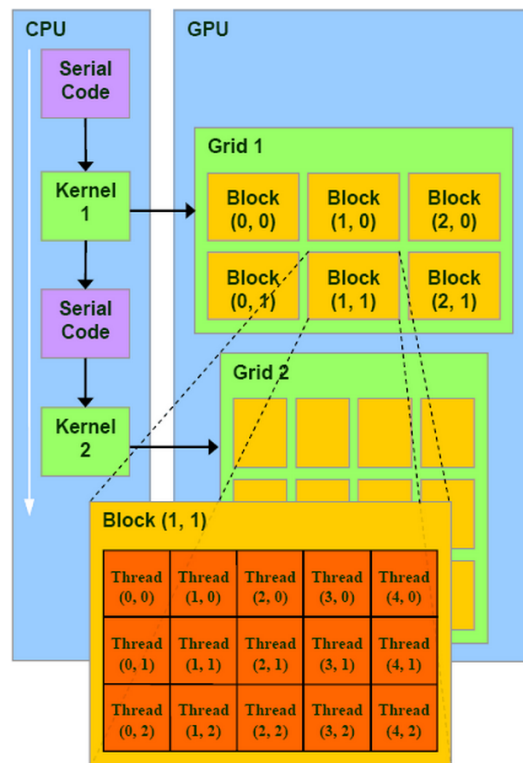 CPU
Serial
Code
Kernel
1
Serial
Code
Kernel
2
GPU
Grid 1
Block
(0, 0)
Block
(1, 0)
Block
(2, 0)
Block
(0, 1)
Block
(1, 1)
Block
(2, 1)
Grid 2
Block (1, 1)
Thread
(0, 0)
Thread
(1, 0)
Thread
(2, 0)
Thread
(3, 0)
Thread
(4, 0)
Thread
(0, 1)
Thread
(1, 1)
Thread
(2, 1)
Thread
(3, 1)
Thread
(4, 1)
Thread
(0, 2)
Thread
(1, 2)
Thread
(2, 2)
Thread
(3, 2)
Thread
(4, 2)